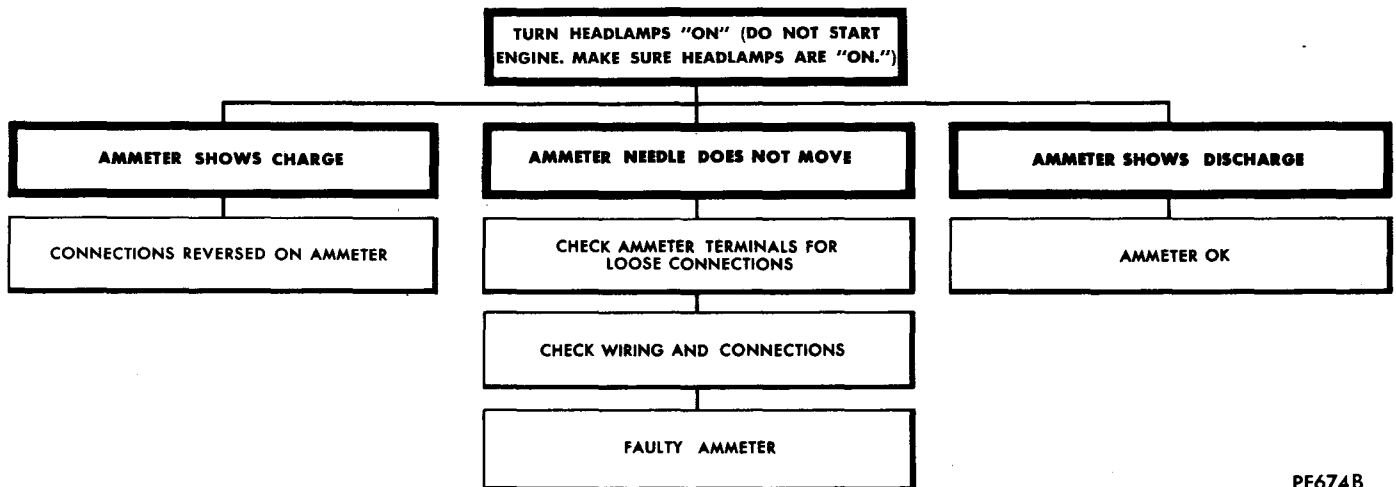 TURN HEADLAMPS "ON" (DO NOT START
ENGINE. MAKE SURE HEADLAMPS ARE "ON.")
AMMETER SHOWS CHARGE
AMMETER NEEDLE DOES NOT MOVE
AMMETER SHOWS DISCHARGE
CONNECTIONS REVERSED ON AMMETER
CHECK AMMETER TERMINALS FOR
LOOSE CONNECTIONS
AMMETER OK
CHECK WIRING AND CONNECTIONS
FAULTY AMMETER
PF674B